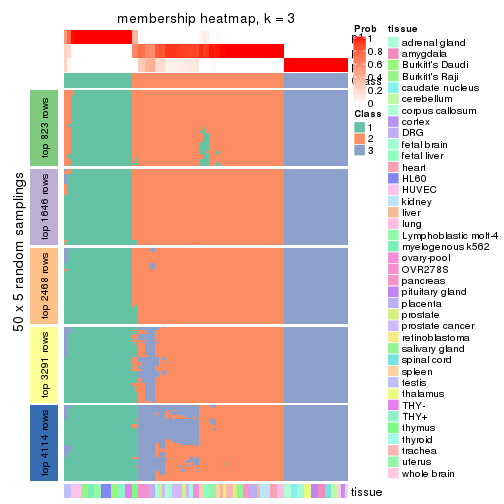 membership heatmap, k = 3
50 x 5 random samplings
top 823 rows
top 1646 rows
top 2468 rows
top 3291 rows
top 4114 rows
Prob
1
0.8
0.6
0.4
0.2
0
Class
1
2
3
tissue
adrenal gland
amygdala
Burkitt's Daudi
Burkitt's Raji
caudate nucleus
cerebellum
corpus callosum
cortex
DRG
fetal brain
fetal liver
heart
HL60
HUVEC
kidney
liver
lung
Lymphoblastic molt-4
myelogenous k562
ovary-pool
OVR278S
pancreas
pituitary gland
placenta
prostate
prostate cancer
retinoblastoma
salivary gland
spinal cord
spleen
testis
thalamus
THY-
THY+
thymus
thyroid
trachea
uterus
whole brain
tissue